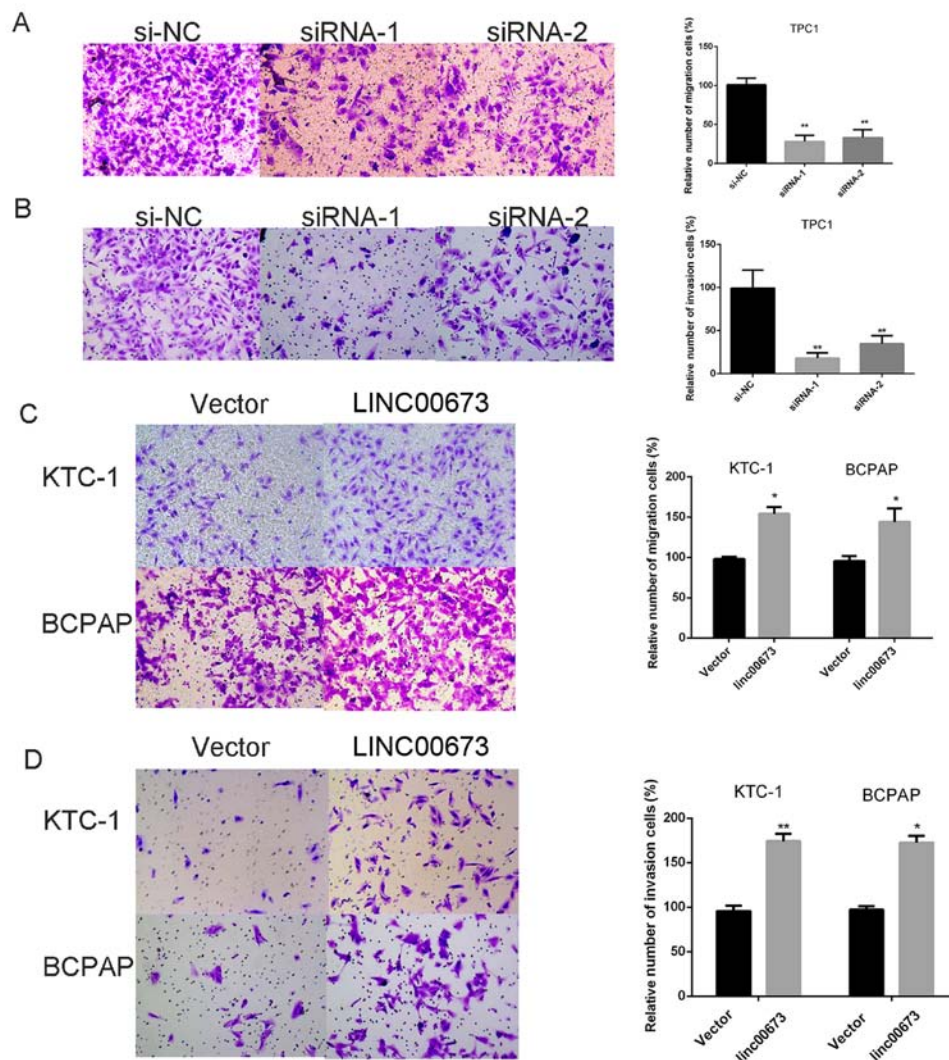 A
si-NC siRNA-1 siRNA-2
TPC1
Relative number of migration cells (%)
150
100
50
0
** **
si-NC siRNA-1 siRNA-2
B
si-NC siRNA-1 siRNA-2
TPC1
Relative number of invasion cells (%)
150
100
50
0
** **
si-NC siRNA-1 siRNA-2
C
Vector LINC00673
KTC-1
BCPAP
KTC-1 BCPAP
Relative number of migration cells (%)
200
150
100
50
0
* *
Vector linc00673 Vector linc00673
D
Vector LINC00673
KTC-1
BCPAP
KTC-1 BCPAP
Relative number of invasion cells (%)
200
150
100
50
0
** *
Vector linc00673 Vector linc00673